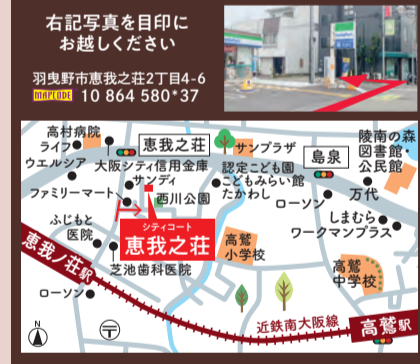 右記写真を目印に
お越しください
羽曳野市恵我之荘2丁目4-6
MAPCODE 10 864 580*37
高村病院
ライフ
ウエルシア
恵我之荘
サンプラザ
島泉
陵南の森
図書館・
公民館
大阪シティ信用金庫
サンディ
認定こども園
こどもみらい館
たかわし
ファミリーマート
西川公園
ローソン
万代
しまむら
ワークマンプラス
ふじもと
医院
シティコート
恵我之荘
高鷲
小学校
恵我ノ荘駅
芝池歯科医院
高鷲
中学校
ローソン
近鉄南大阪線
高鷲駅
N